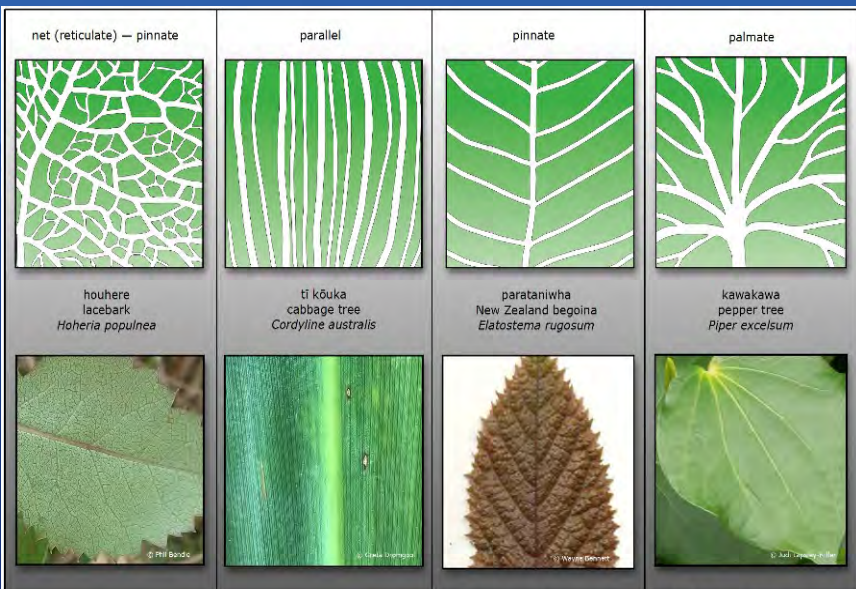 net (reticulate) — pinnate
parallel
pinnate
palmate
houhere
lacebark
Hoheria populnea
tī kōuka
cabbage tree
Cordyline australis
parataniwha
New Zealand begoina
Elatostema rugosum
kawakawa
pepper tree
Piper excelsum
© Phil Bendle
©
© Wayne Bennett
© Judi